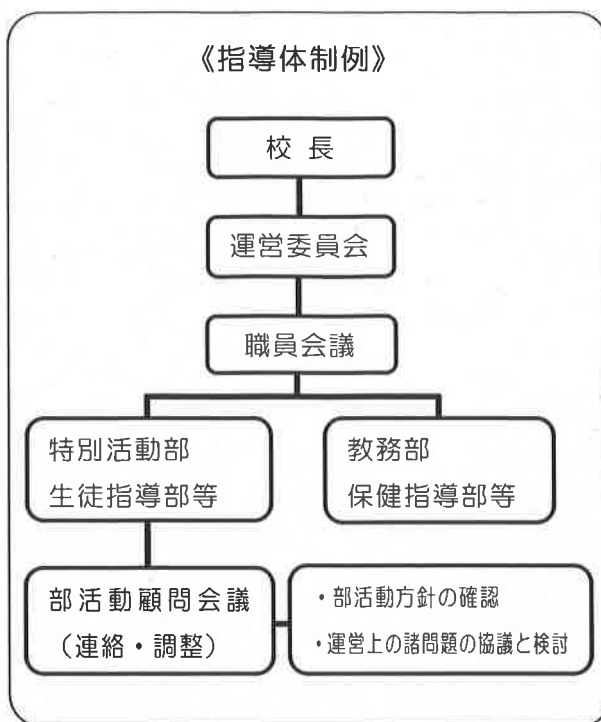 《指導体制例》
校 長
運営委員会
職員会議
特別活動部
生徒指導部等
教務部
保健指導部等
部活動顧問会議
(連絡・調整)
・部活動方針の確認
・運営上の諸問題の協議と検討